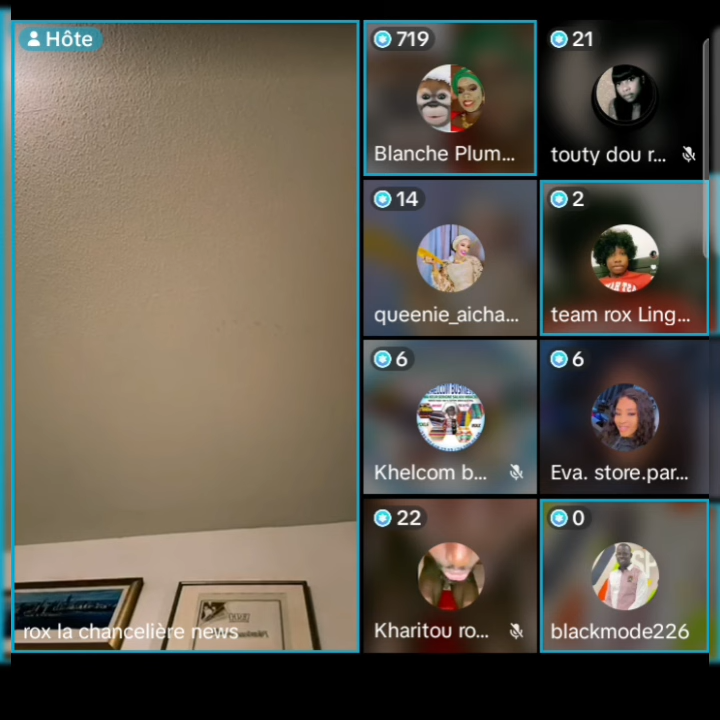 Hôte
rox la chancelière news
719
Blanche Plum...
21
touty dou r...
14
queenie_aicha...
2
team rox Ling...
6
Khelcom b...
6
Eva. store.par...
22
Kharitou ro...
0
blackmode226